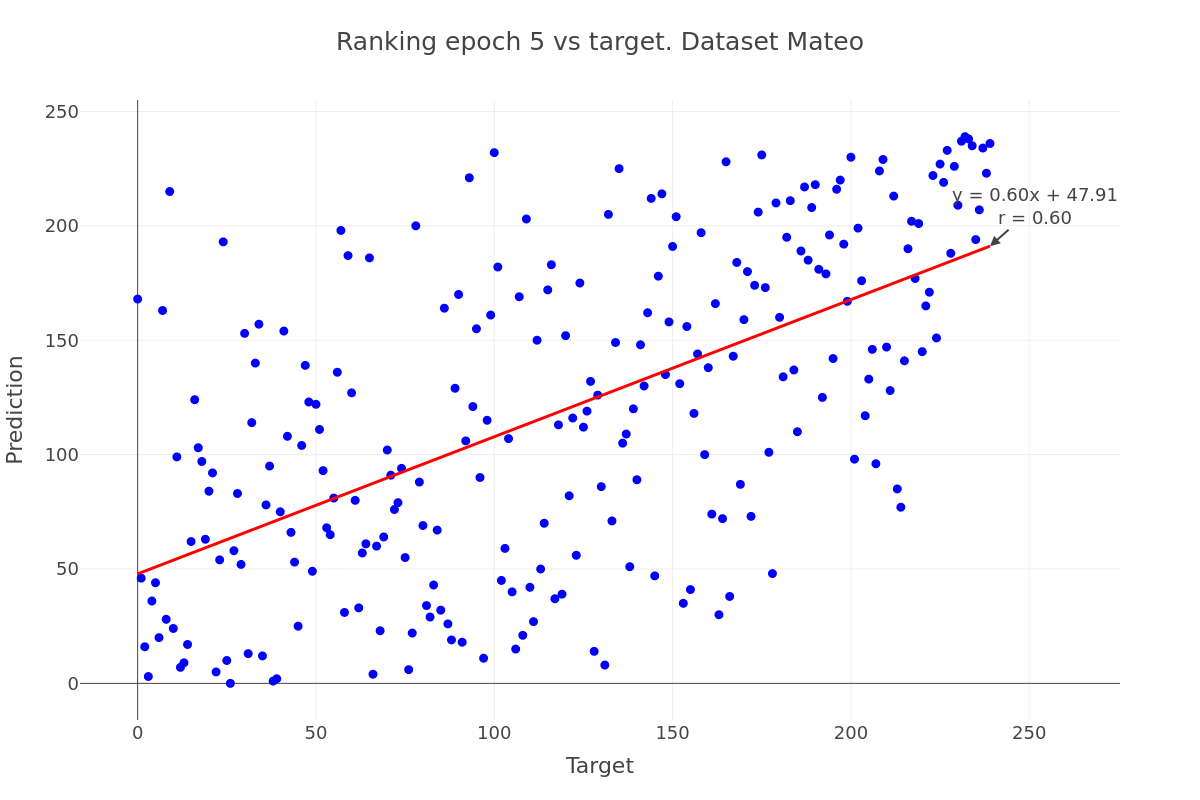 Ranking epoch 5 vs target. Dataset Mateo
250
200
150
100
50
0
y = 0.60x + 47.91
r = 0.60
0 50 100 150 200 250
Prediction
Target